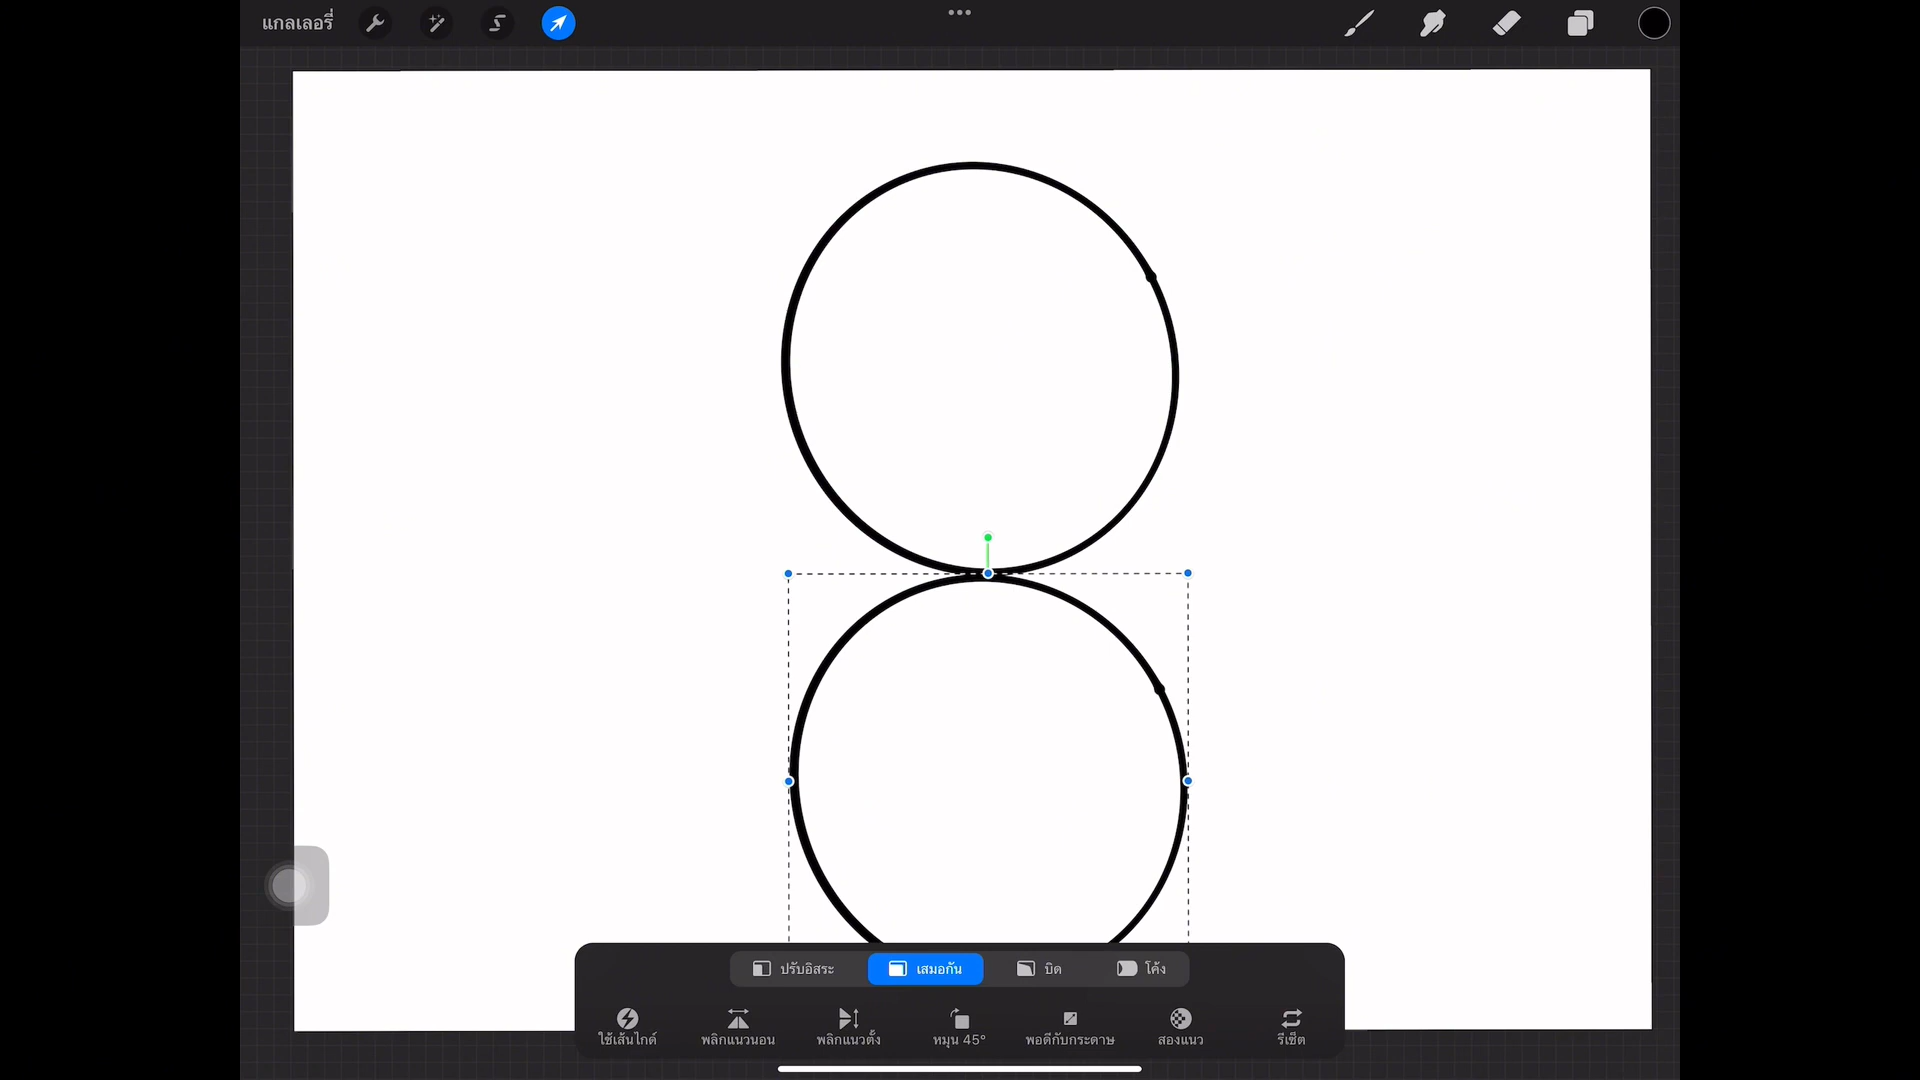 แกลเลอรี่
ปรับอิสระ เสมอกัน บิด โค้ง
ใช้เส้นไกด์ พลิกแนวนอน พลิกแนวตั้ง หมุน 45° พอดีกับกระดาษ สองแนว รีเซ็ต